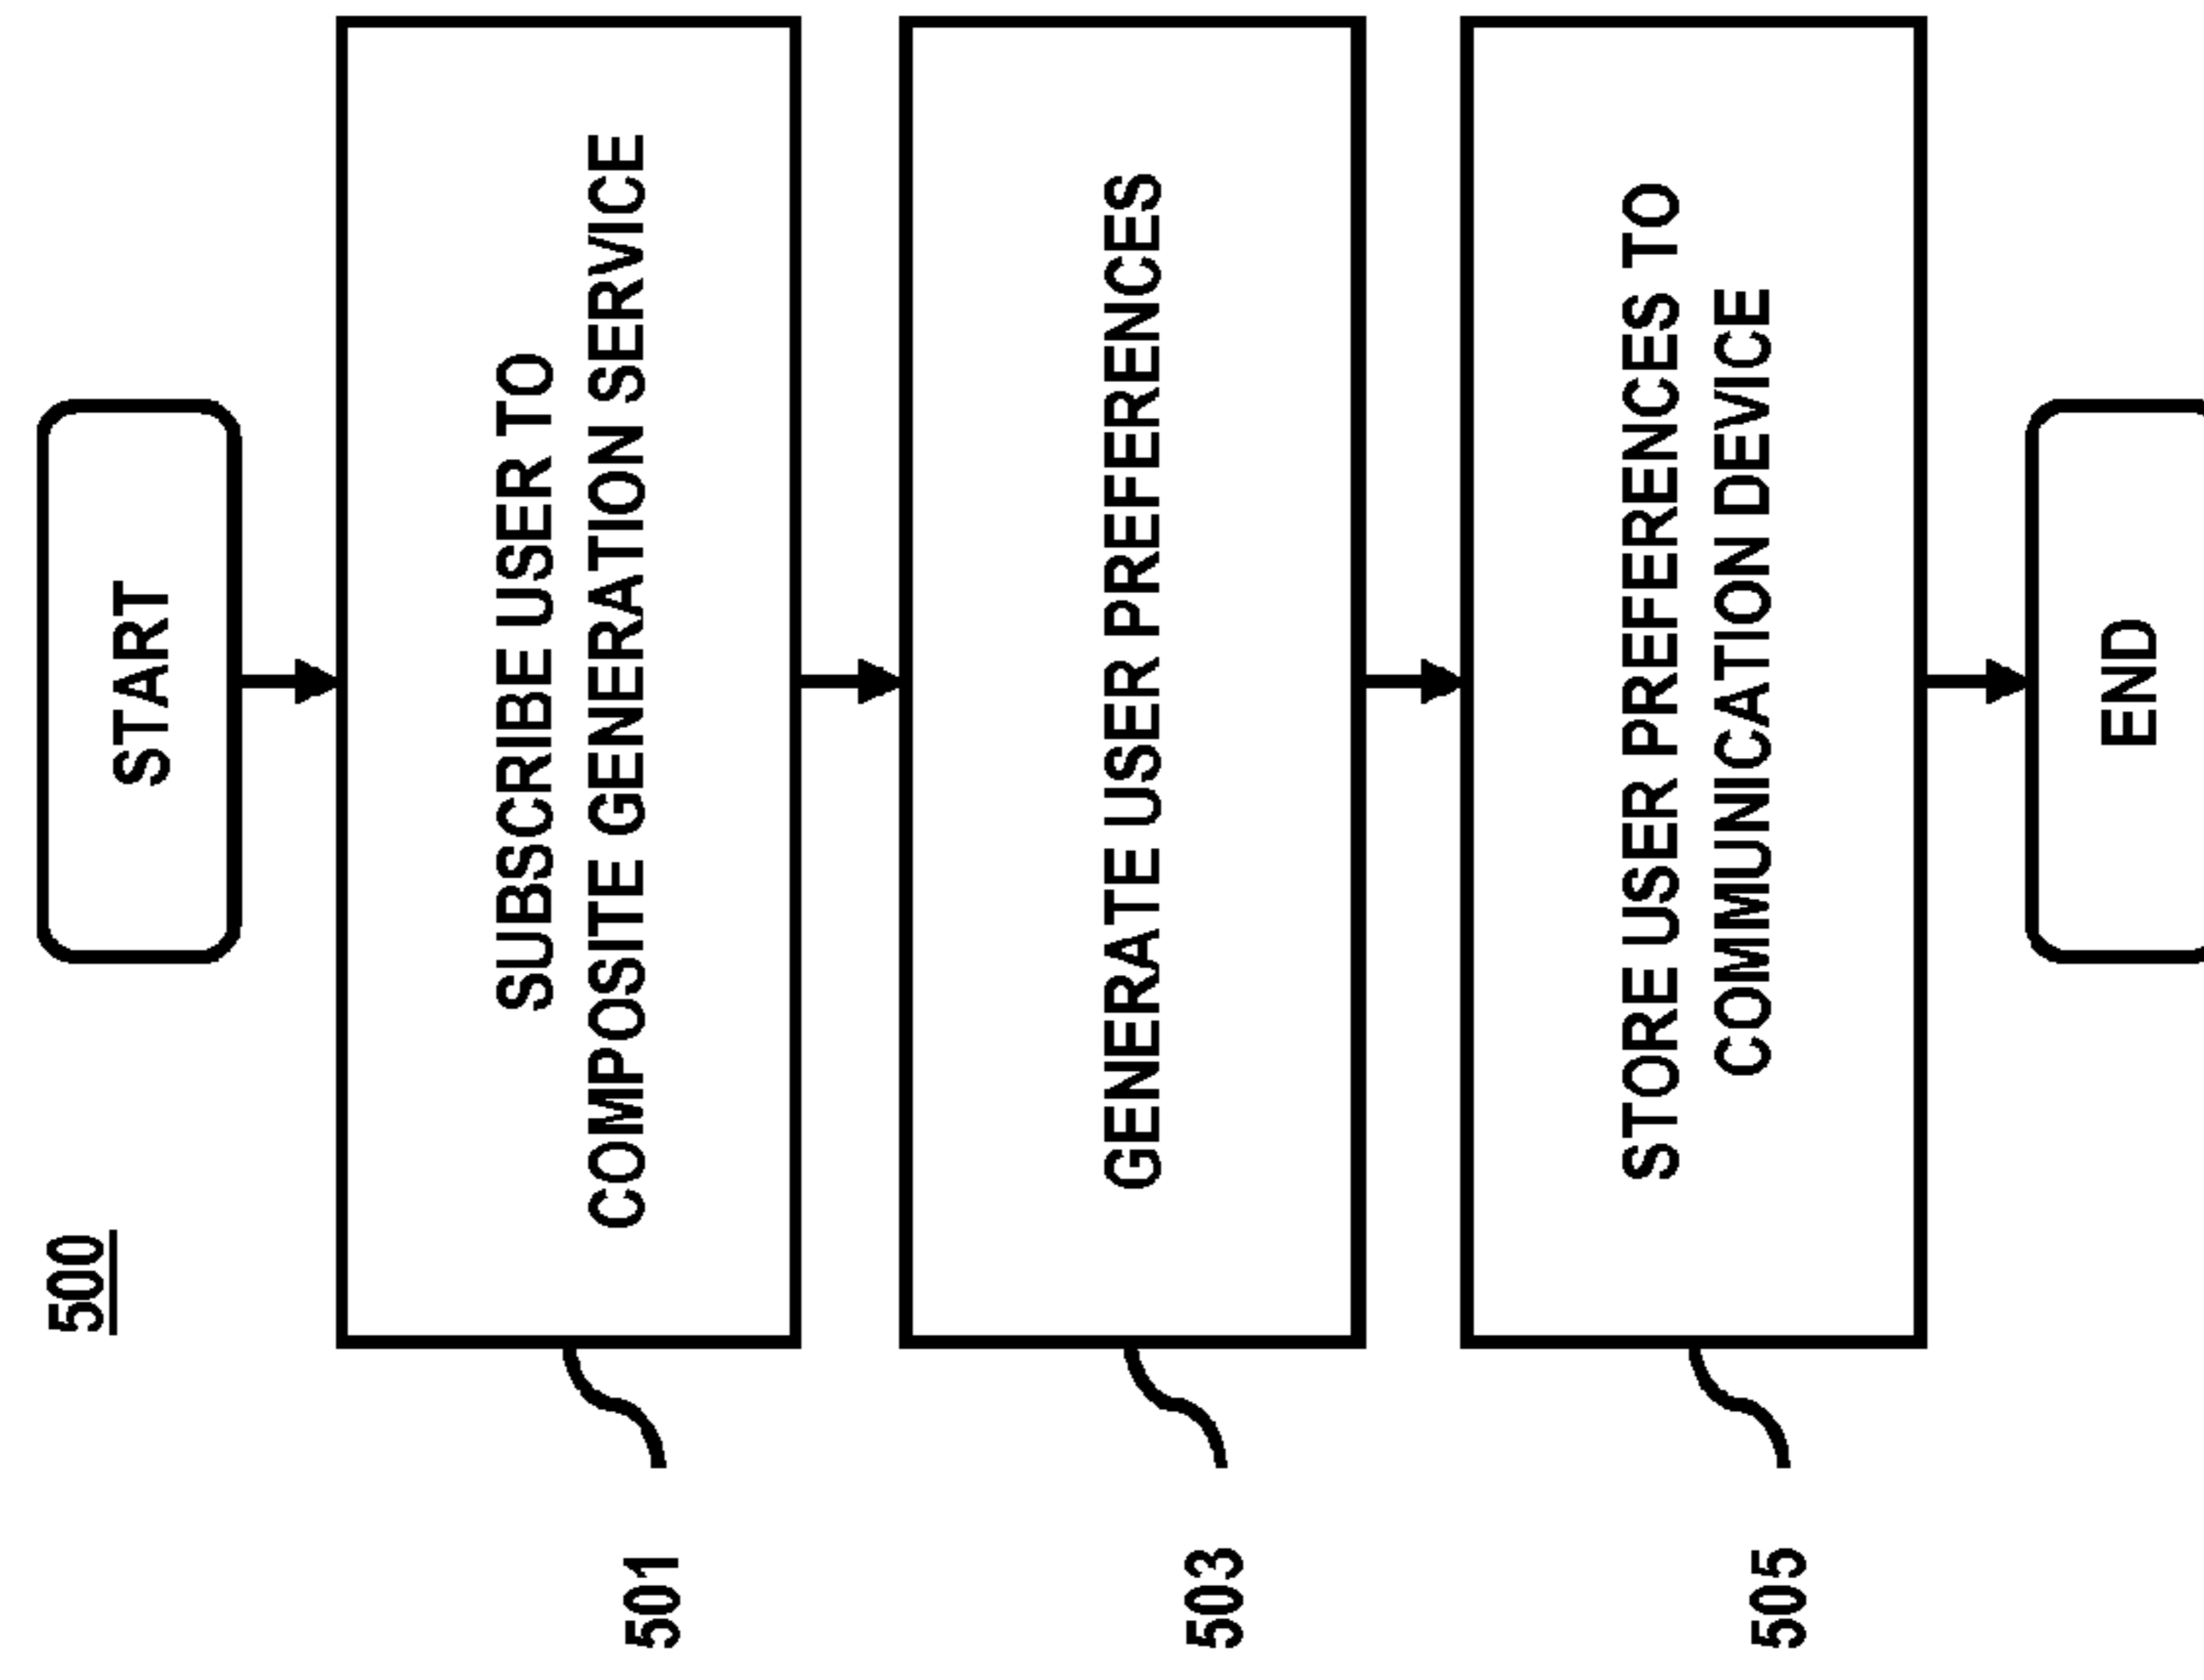 500
START
501
SUBSCRIBE USER TO
COMPOSITE GENERATION SERVICE
503
GENERATE USER PREFERENCES
505
STORE USER PREFERENCES TO
COMMUNICATION DEVICE
END